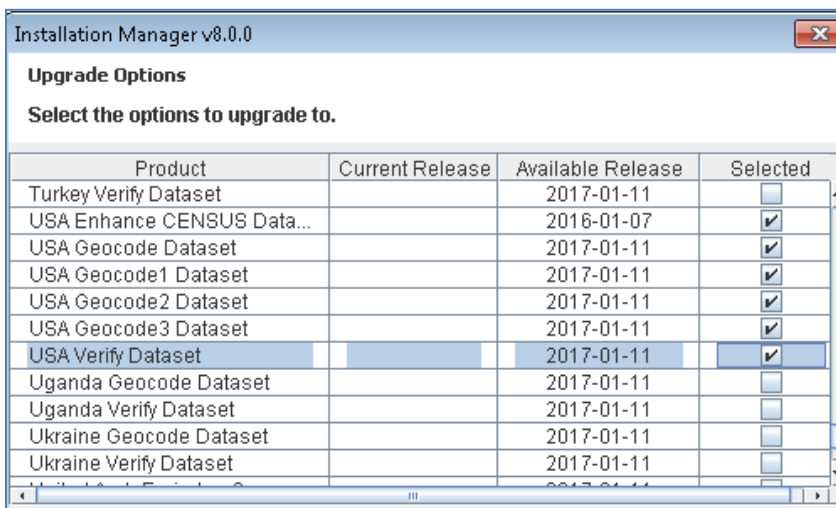 Installation Manager v8.0.0
Upgrade Options
Select the options to upgrade to.
Product Current Release Available Release Selected
Turkey Verify Dataset 2017-01-11
USA Enhance CENSUS Data... 2016-01-07
USA Geocode Dataset 2017-01-11
USA Geocode1 Dataset 2017-01-11
USA Geocode2 Dataset 2017-01-11
USA Geocode3 Dataset 2017-01-11
USA Verify Dataset 2017-01-11
Uganda Geocode Dataset 2017-01-11
Uganda Verify Dataset 2017-01-11
Ukraine Geocode Dataset 2017-01-11
Ukraine Verify Dataset 2017-01-11